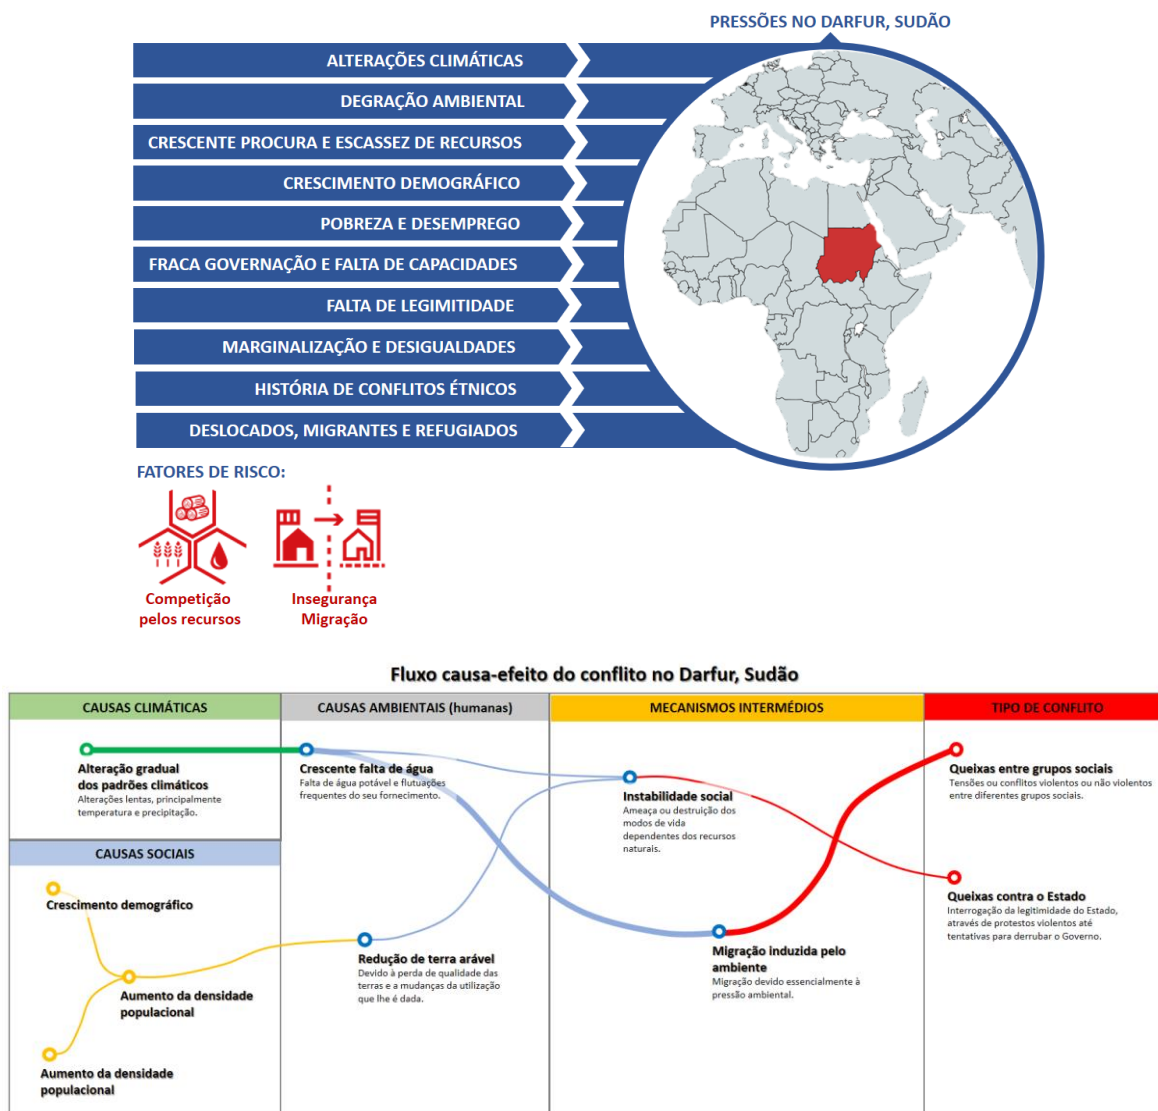 PRESSÕES NO DARFUR, SUDÃO
ALTERAÇÕES CLIMÁTICAS
DEGRAÇÃO AMBIENTAL
CRESCENTE PROCURA E ESCASSEZ DE RECURSOS
CRESCIMENTO DEMOGRÁFICO
POBREZA E DESEMPREGO
FRACA GOVERNAÇÃO E FALTA DE CAPACIDADES
FALTA DE LEGIMITIDADE
MARGINALIZAÇÃO E DESIGUALDADES
HISTÓRIA DE CONFLITOS ÉTNICOS
DESLOCADOS, MIGRANTES E REFUGIADOS
FATORES DE RISCO:
Competição
pelos recursos
Insegurança
Migração
Fluxo causa-efeito do conflito no Darfur, Sudão
CAUSAS CLIMÁTICAS
CAUSAS AMBIENTAIS (humanas)
MECANISMOS INTERMÉDIOS
TIPO DE CONFLITO
Alteração gradual
dos padrões climáticos
Alterações lentas, principalmente
temperatura e precipitação.
Crescente falta de água
Falta de água potável e flutuações
frequentes do seu fornecimento.
Instabilidade social
Ameaça ou destruição dos
modos de vida
dependentes dos recursos
naturais.
Queixas entre grupos sociais
Tensões ou conflitos violentos ou não violentos
entre diferentes grupos sociais.
CAUSAS SOCIAIS
Crescimento demográfico
Aumento da densidade
populacional
Aumento da densidade
populacional
Redução de terra arável
Devido à perda de qualidade das
terras e a mudanças da utilização
que lhe é dada.
Migração induzida pelo
ambiente
Migração devido essencialmente à
pressão ambiental.
Queixas contra o Estado
Interrogação da legitimidade do Estado,
através de protestos violentos até
tentativas para derrubar o Governo.